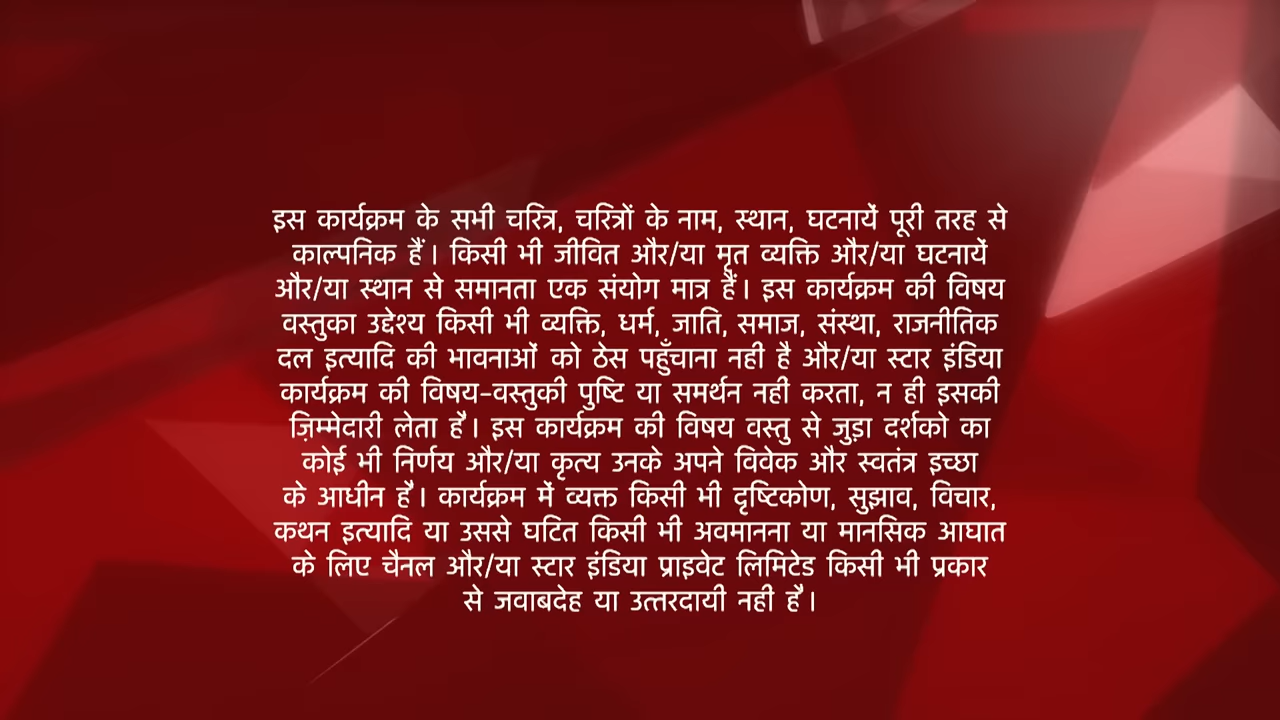 इस कार्यक्रम के सभी चरित्र, चरित्रों के नाम, स्थान, घटनायें पूरी तरह से
काल्पनिक हैं। किसी भी जीवित और/या मृत व्यक्ति और/या घटनायें
और/या स्थान से समानता एक संयोग मात्र हैं। इस कार्यक्रम की विषय
वस्तुका उद्देश्य किसी भी व्यक्ति, धर्म, जाति, समाज, संस्था, राजनीतिक
दल इत्यादि की भावनाओं को ठेस पहुँचाना नही है और/या स्टार इंडिया
कार्यक्रम की विषय-वस्तुकी पुष्टि या समर्थन नही करता, न ही इसकी
ज़िम्मेदारी लेता हैं। इस कार्यक्रम की विषय वस्तु से जुड़ा दर्शको का
कोई भी निर्णय और/या कृत्य उनके अपने विवेक और स्वतंत्र इच्छा
के आधीन हैं। कार्यक्रम में व्यक्त किसी भी दृष्टिकोण, सुझाव, विचार,
कथन इत्यादि या उससे घटित किसी भी अवमानना या मानसिक आघात
के लिए चैनल और/या स्टार इंडिया प्राइवेट लिमिटेड किसी भी प्रकार
से जवाबदेह या उत्तरदायी नही हैं।